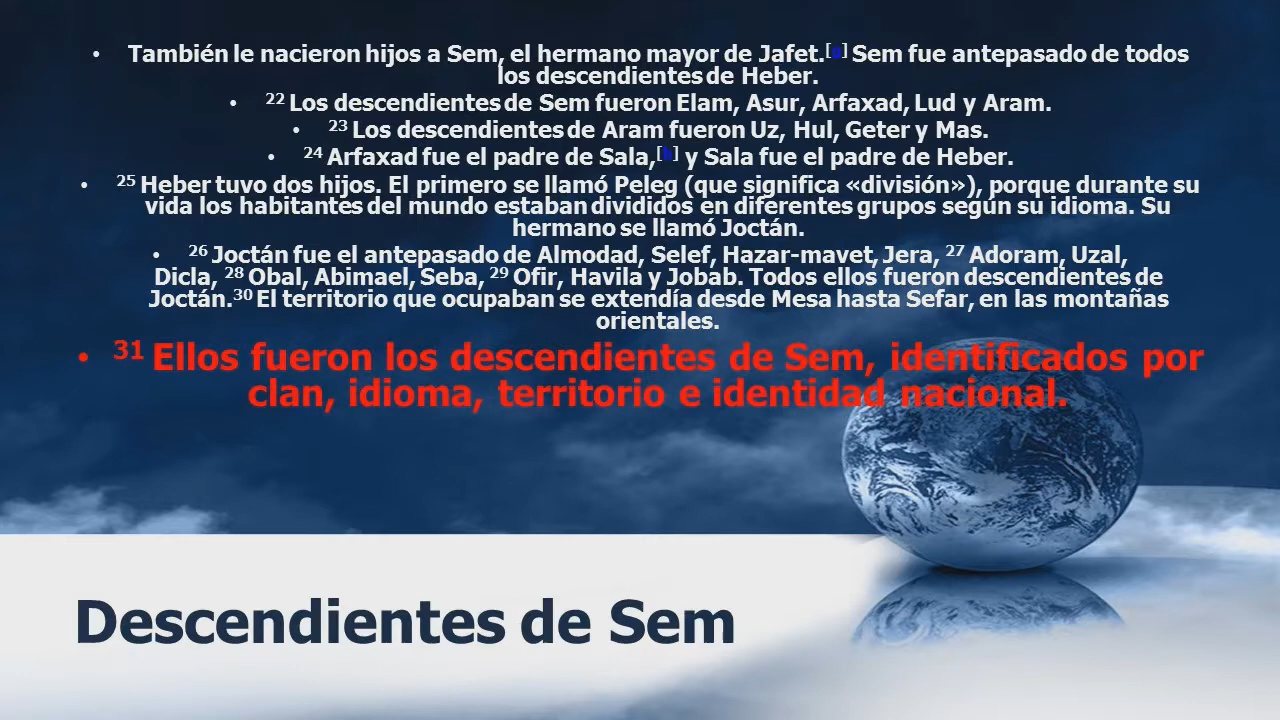 • También le nacieron hijos a Sem, el hermano mayor de Jafet.[a] Sem fue antepasado de todos
los descendientes de Heber.
• 22 Los descendientes de Sem fueron Elam, Asur, Arfaxad, Lud y Aram.
• 23 Los descendientes de Aram fueron Uz, Hul, Geter y Mas.
• 24 Arfaxad fue el padre de Sala,[b] y Sala fue el padre de Heber.
• 25 Heber tuvo dos hijos. El primero se llamó Peleg (que significa «división»), porque durante su
vida los habitantes del mundo estaban divididos en diferentes grupos según su idioma. Su
hermano se llamó Joctán.
• 26 Joctán fue el antepasado de Almodad, Selef, Hazar-mavet, Jera, 27 Adoram, Uzal,
Dicla, 28 Obal, Abimael, Seba, 29 Ofir, Havila y Jobab. Todos ellos fueron descendientes de
Joctán.30 El territorio que ocupaban se extendía desde Mesa hasta Sefar, en las montañas
orientales.
• 31 Ellos fueron los descendientes de Sem, identificados por
clan, idioma, territorio e identidad nacional.
Descendientes de Sem